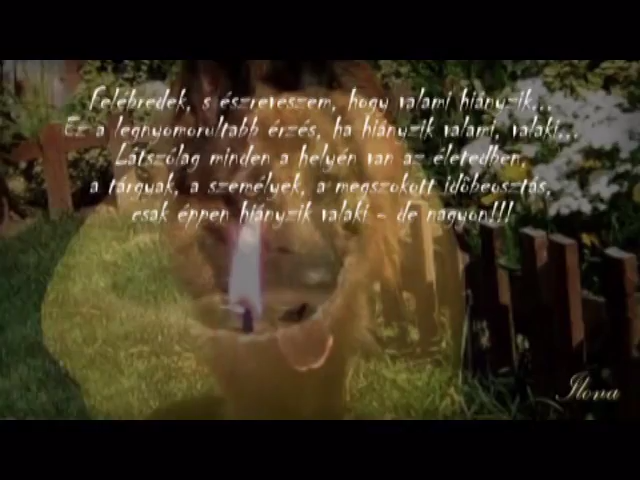 Felébredek, s észreveszem, hogy valami hiányzik...
Ez a legnyomorultabb érzés, ha hiányzik valami, valaki...
Látszólag minden a helyén van az életedben,
a tárgyak, a személyek, a megszokott időbeosztás,
csak éppen hiányzik valaki - de nagyon!!!
Ilona